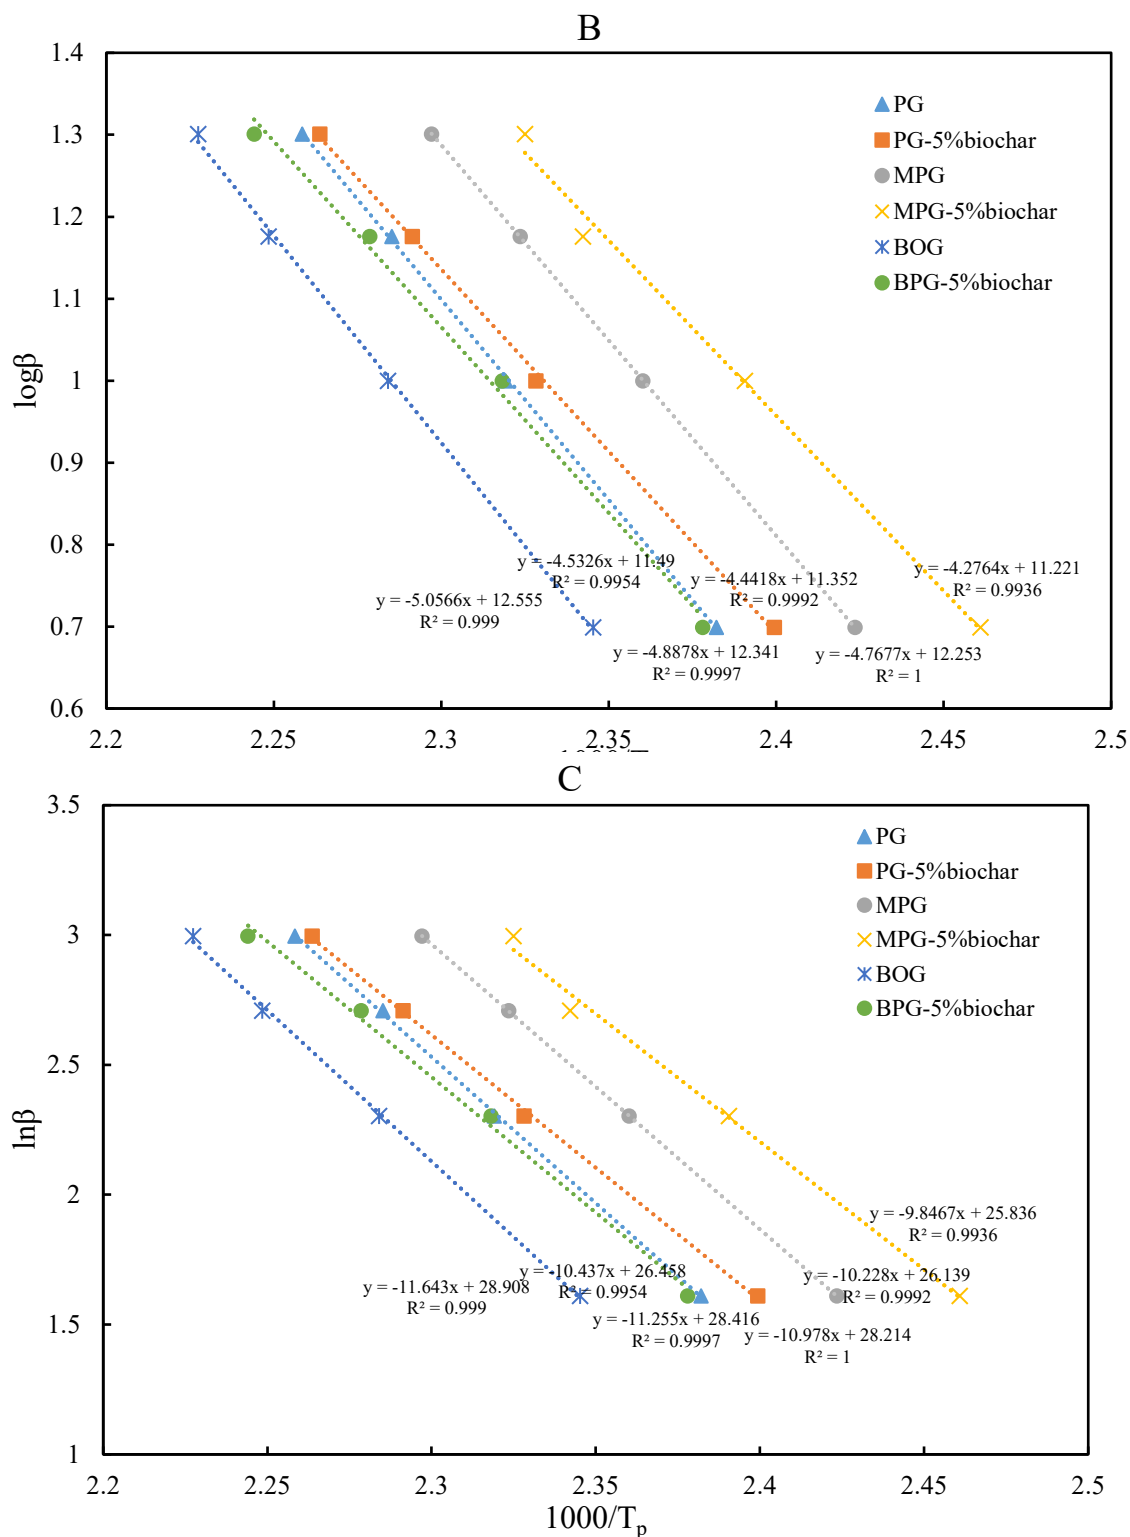 B
1.4
1.3
1.2
1.1
1
0.9
0.8
0.7
0.6
logβ
PG
PG-5%biochar
MPG
MPG-5%biochar
BOG
BPG-5%biochar
y = -4.5326x + 11.49
R² = 0.9954
y = -4.4418x + 11.352
R² = 0.9992
y = -4.2764x + 11.221
R² = 0.9936
y = -5.0566x + 12.555
R² = 0.999
y = -4.8878x + 12.341
R² = 0.9997
y = -4.7677x + 12.253
R² = 1
2.2 2.25 2.3 2.35 2.4 2.45 2.5
C
3.5
3
2.5
2
1.5
1
lnβ
PG
PG-5%biochar
MPG
MPG-5%biochar
BOG
BPG-5%biochar
y = -9.8467x + 25.836
R² = 0.9936
y = -10.437x + 26.458
R² = 0.9954
y = -10.228x + 26.139
R² = 0.9992
y = -11.643x + 28.908
R² = 0.999
y = -11.255x + 28.416
R² = 0.9997
y = -10.978x + 28.214
R² = 1
2.2 2.25 2.3 2.35 2.4 2.45 2.5
1000/Tp